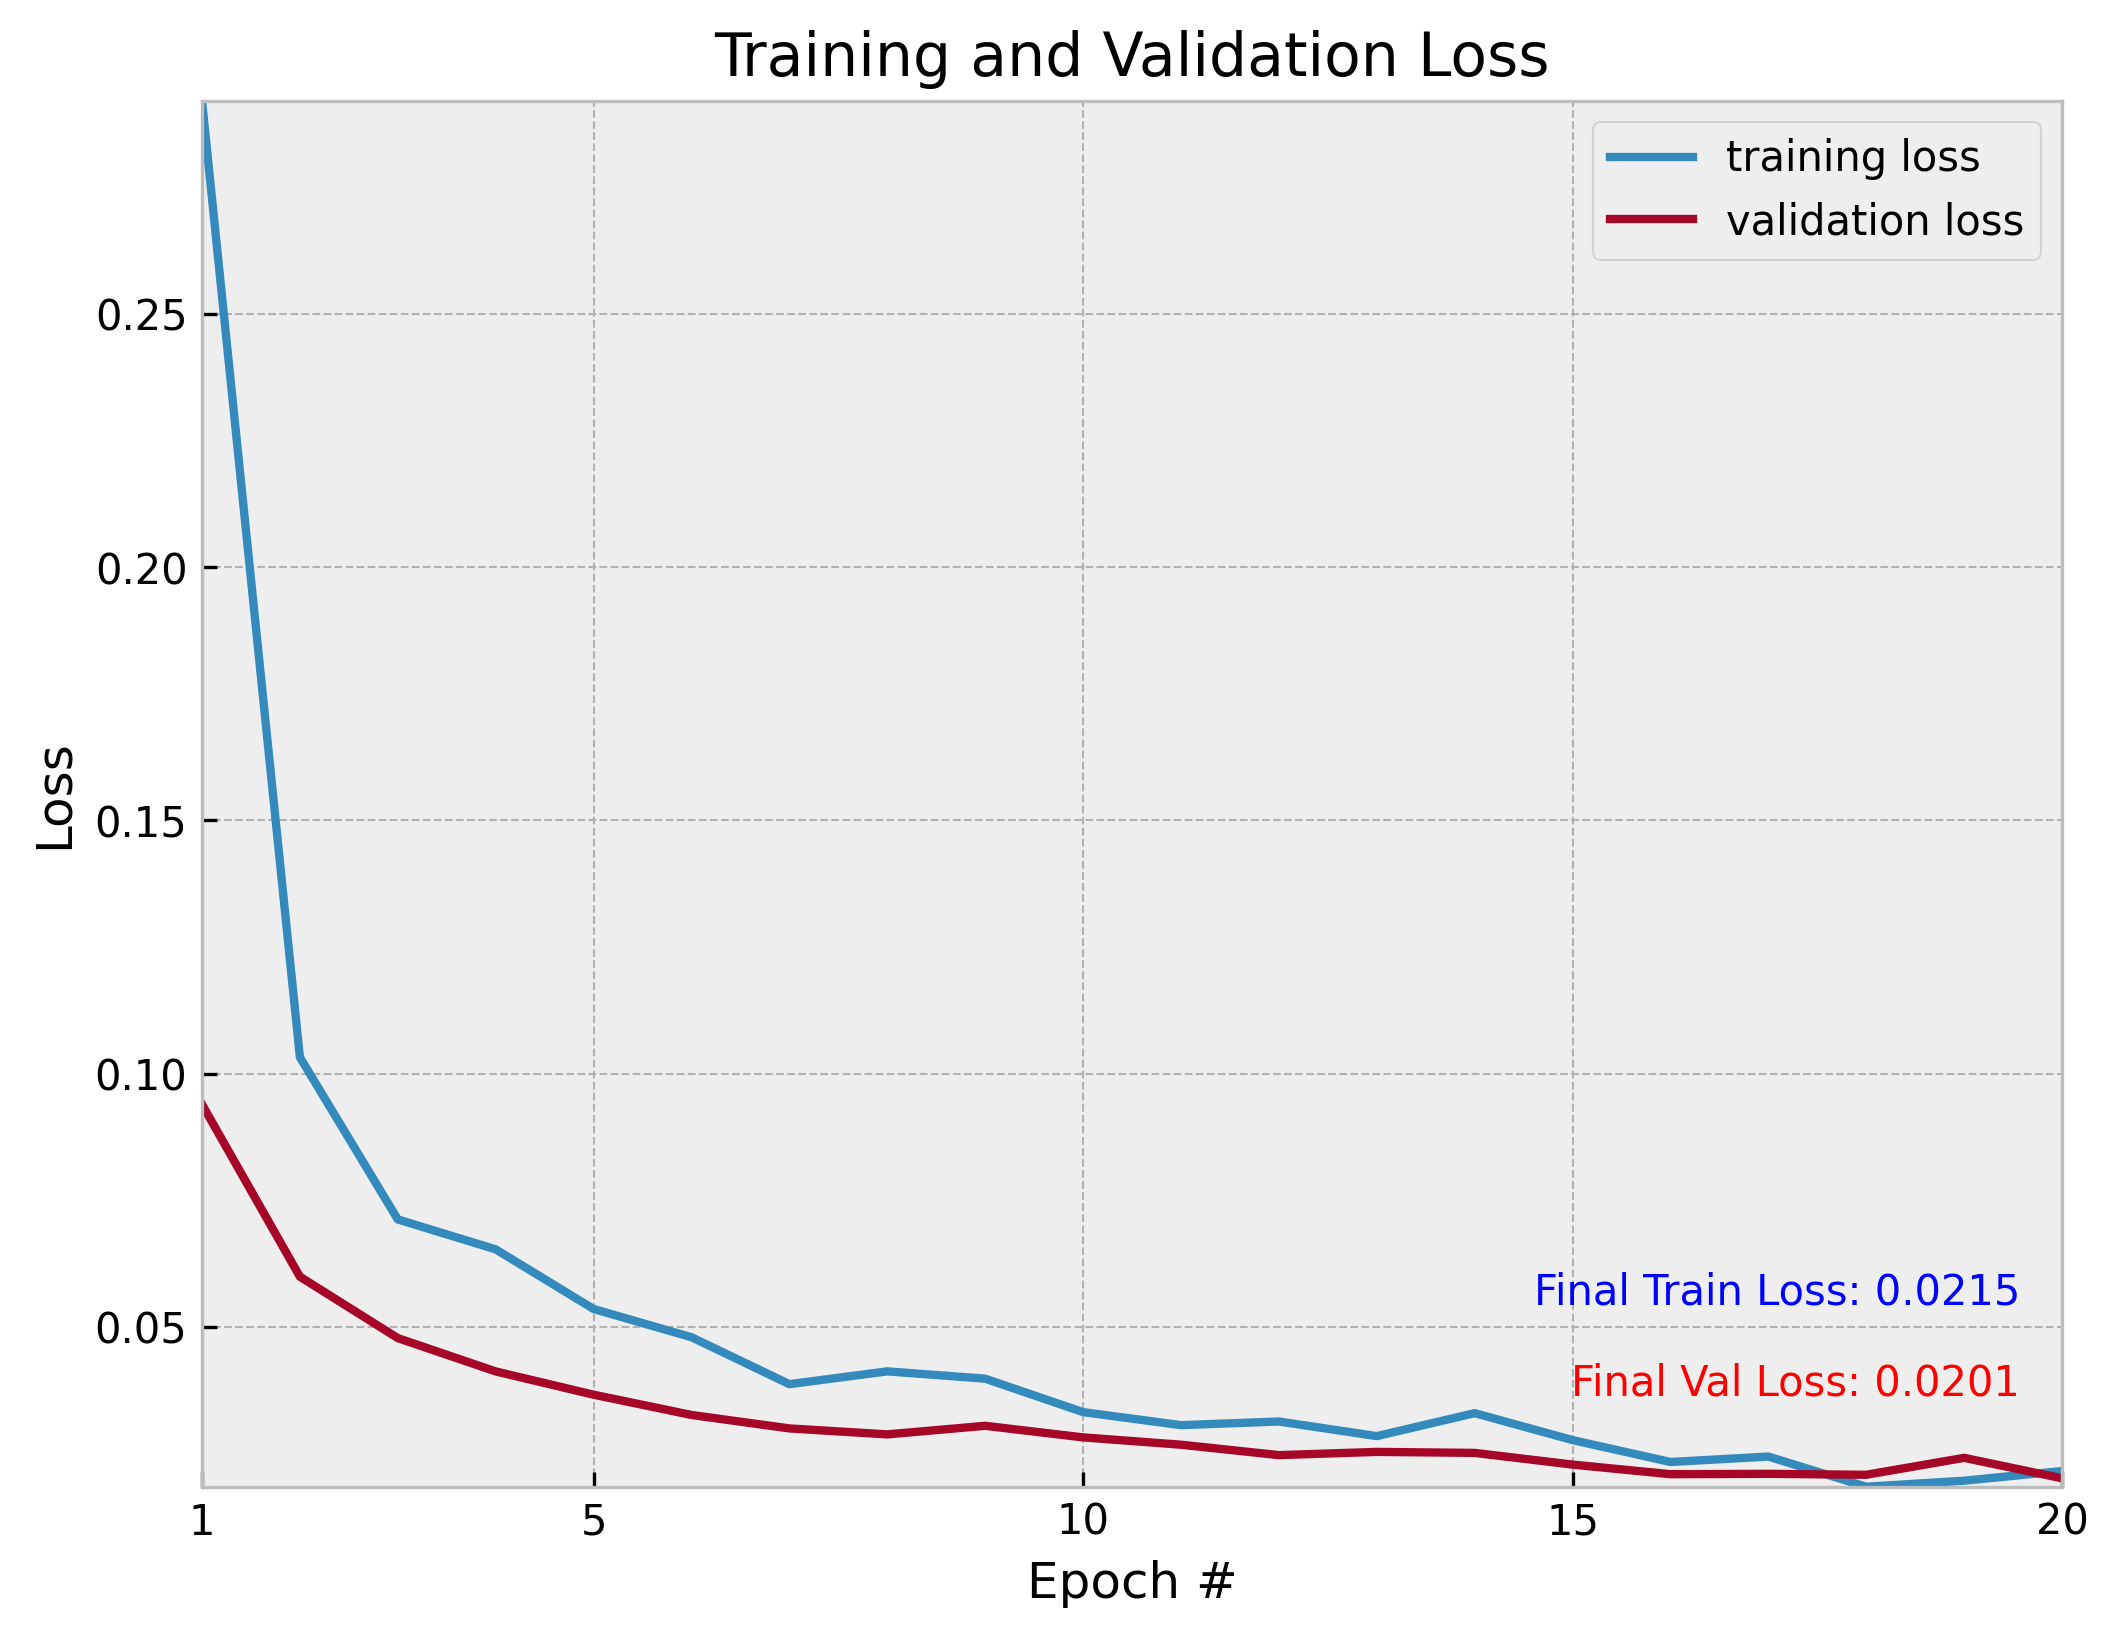 Training and Validation Loss
training loss
validation loss
0.25
0.20
0.15
0.10
0.05
Loss
Final Train Loss: 0.0215
Final Val Loss: 0.0201
1 5 10 15 20
Epoch #